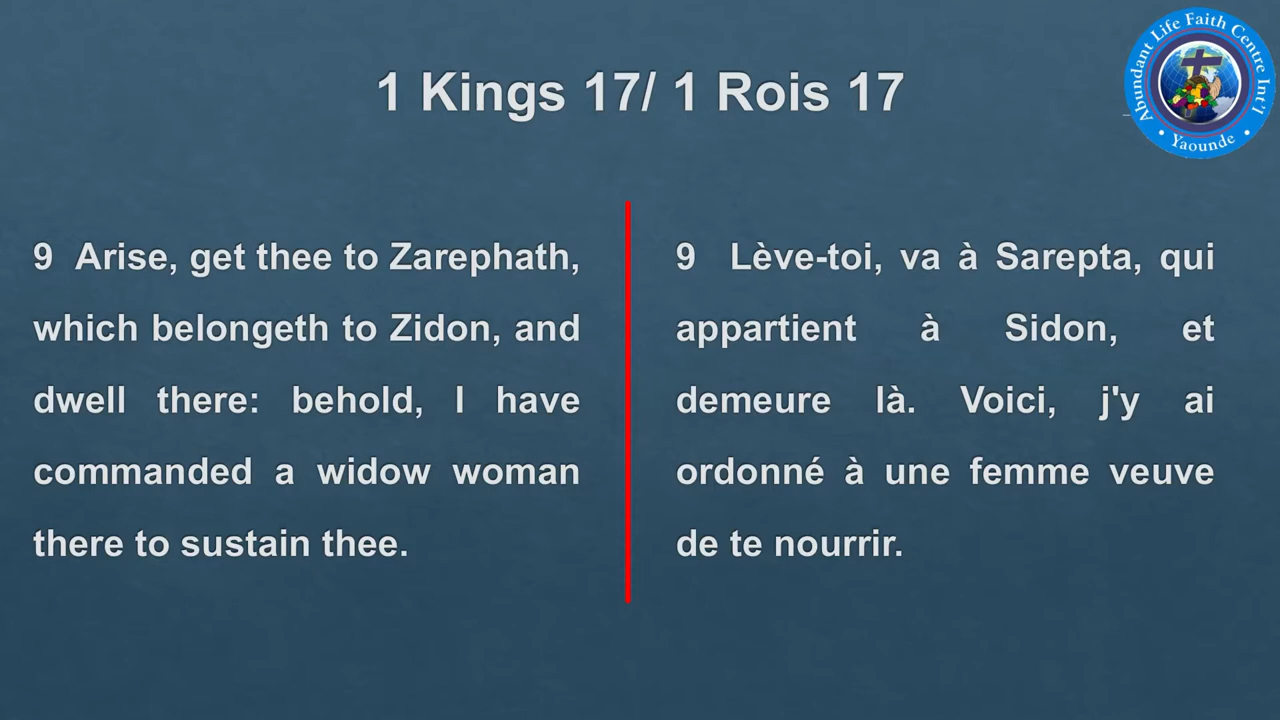 1 Kings 17/ 1 Rois 17
Abundant Life Faith Centre Int'l
• Yaounde •
9 Arise, get thee to Zarephath,
which belongeth to Zidon, and
dwell there: behold, I have
commanded a widow woman
there to sustain thee.
9 Lève-toi, va à Sarepta, qui
appartient à Sidon, et
demeure là. Voici, j'y ai
ordonné à une femme veuve
de te nourrir.